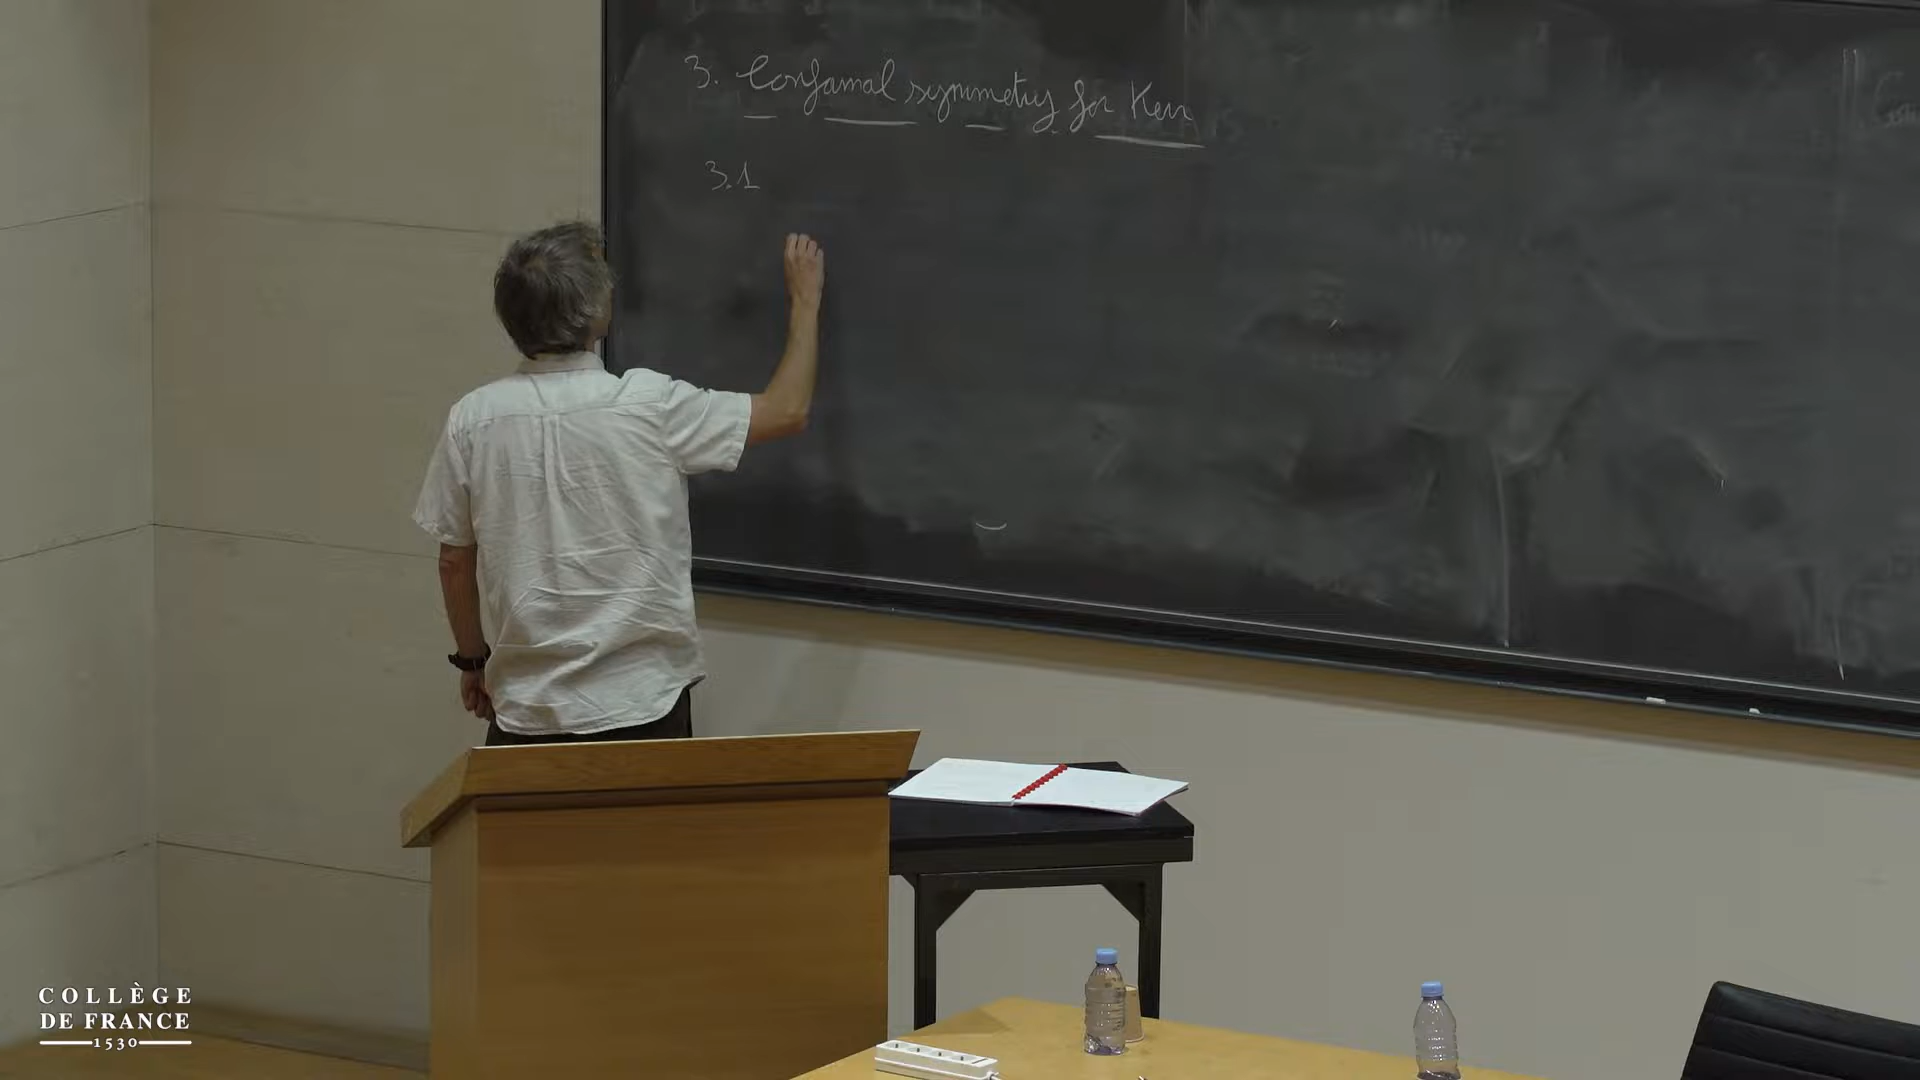 3. Conformal symmetry for Kerr
3.1
COLLÈGE
DE FRANCE
1530